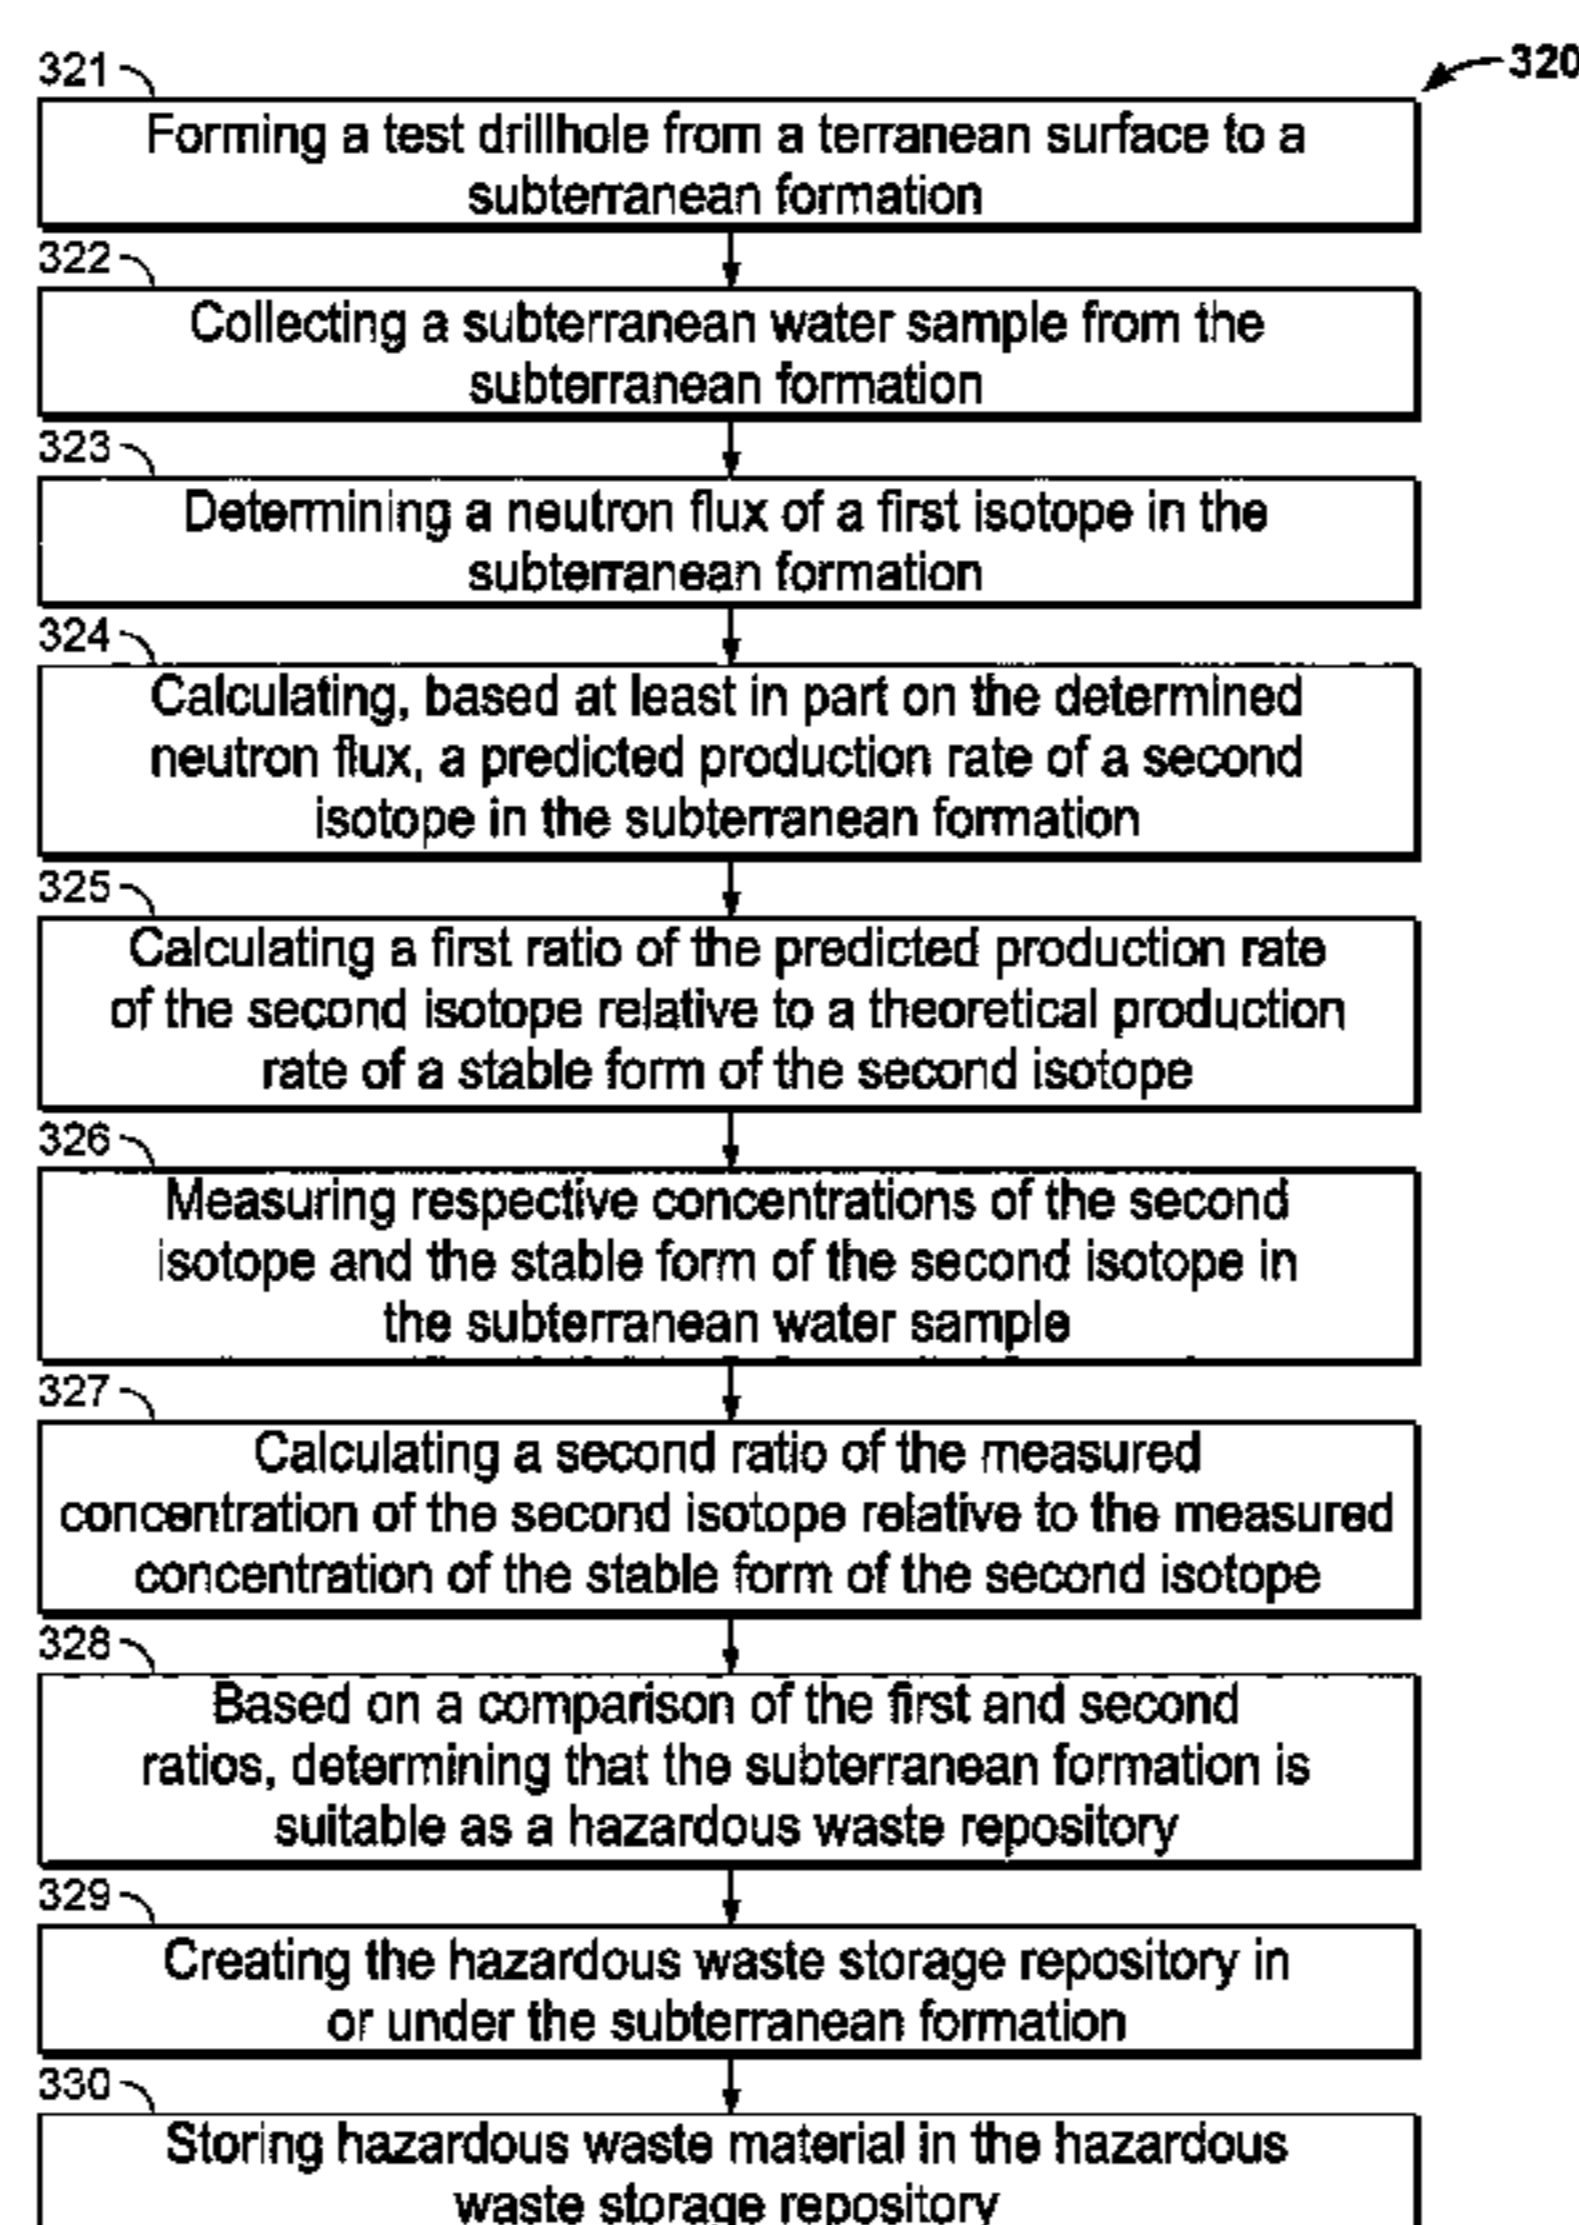 320
321
Forming a test drillhole from a terranean surface to a
subterranean formation
322
Collecting a subterranean water sample from the
subterranean formation
323
Determining a neutron flux of a first isotope in the
subterranean formation
324
Calculating, based at least in part on the determined
neutron flux, a predicted production rate of a second
isotope in the subterranean formation
325
Calculating a first ratio of the predicted production rate
of the second isotope relative to a theoretical production
rate of a stable form of the second isotope
326
Measuring respective concentrations of the second
isotope and the stable form of the second isotope in
the subterranean water sample
327
Calculating a second ratio of the measured
concentration of the second isotope relative to the measured
concentration of the stable form of the second isotope
328
Based on a comparison of the first and second
ratios, determining that the subterranean formation is
suitable as a hazardous waste repository
329
Creating the hazardous waste storage repository in
or under the subterranean formation
330
Storing hazardous waste material in the hazardous
waste storage repository